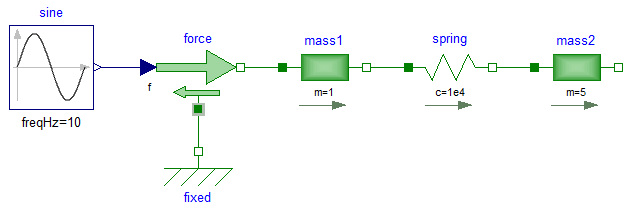 sine
force
mass1
spring
mass2
f
m=1
c=1e4
m=5
freqHz=10
fixed